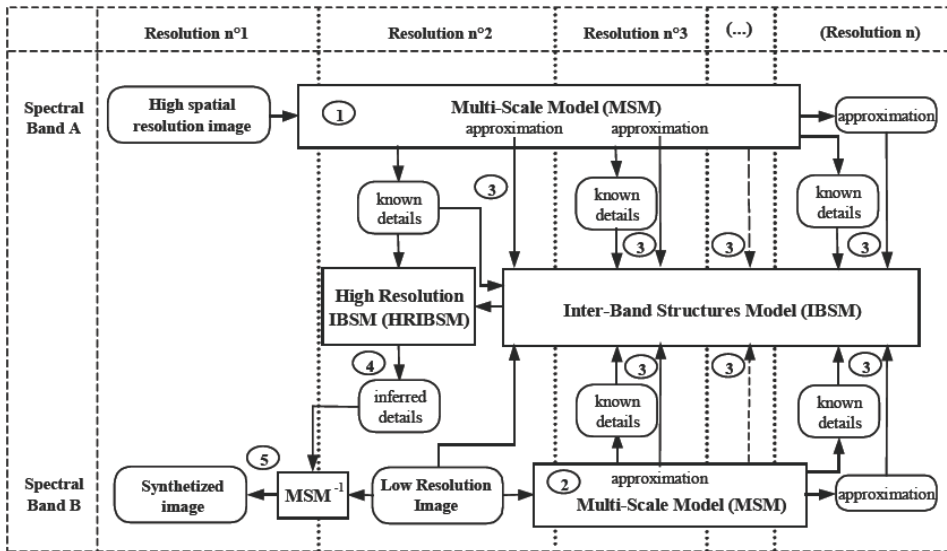 Resolution n°1
Resolution n°2
Resolution n°3
(...)
(Resolution n)
Spectral
Band A
High spatial
resolution image
1
Multi-Scale Model (MSM)
approximation
approximation
approximation
known
details
3
known
details
3
3
known
details
3
High Resolution
IBSM (HRIBSM)
Inter-Band Structures Model (IBSM)
4
inferred
details
3
known
details
3
known
details
3
Spectral
Band B
5
Synthetized
image
MSM -1
Low Resolution
Image
2
approximation
Multi-Scale Model (MSM)
approximation